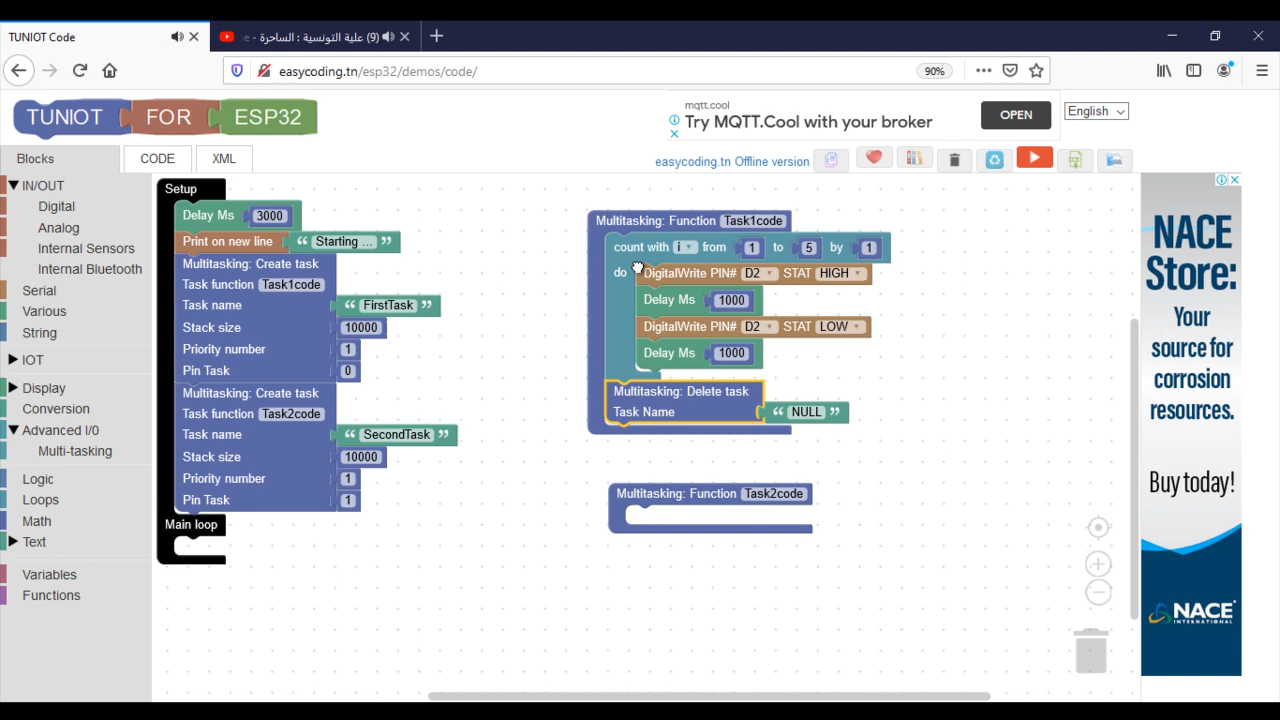 TUNIOT Code
(9) علية التونسية : الساحرة -
easycoding.tn/esp32/demos/code/
90%
TUNIOT FOR ESP32
mqtt.cool
Try MQTT.Cool with your broker
OPEN
English
Blocks
CODE
XML
easycoding.tn Offline version
IN/OUT
Digital
Analog
Internal Sensors
Internal Bluetooth
Serial
Various
String
IOT
Display
Conversion
Advanced I/0
Multi-tasking
Logic
Loops
Math
Text
Variables
Functions
Setup
Delay Ms 3000
Print on new line “ Starting ... ”
Multitasking: Create task
Task function Task1code
Task name “ FirstTask ”
Stack size 10000
Priority number 1
Pin Task 0
Multitasking: Create task
Task function Task2code
Task name “ SecondTask ”
Stack size 10000
Priority number 1
Pin Task 1
Main loop
Multitasking: Function Task1code
count with i from 1 to 5 by 1
do DigitalWrite PIN# D2 STAT HIGH
Delay Ms 1000
DigitalWrite PIN# D2 STAT LOW
Delay Ms 1000
Multitasking: Delete task
Task Name “ NULL ”
Multitasking: Function Task2code
NACE
Store:
Your
source for
corrosion
resources.
Buy today!
NACE
INTERNATIONAL